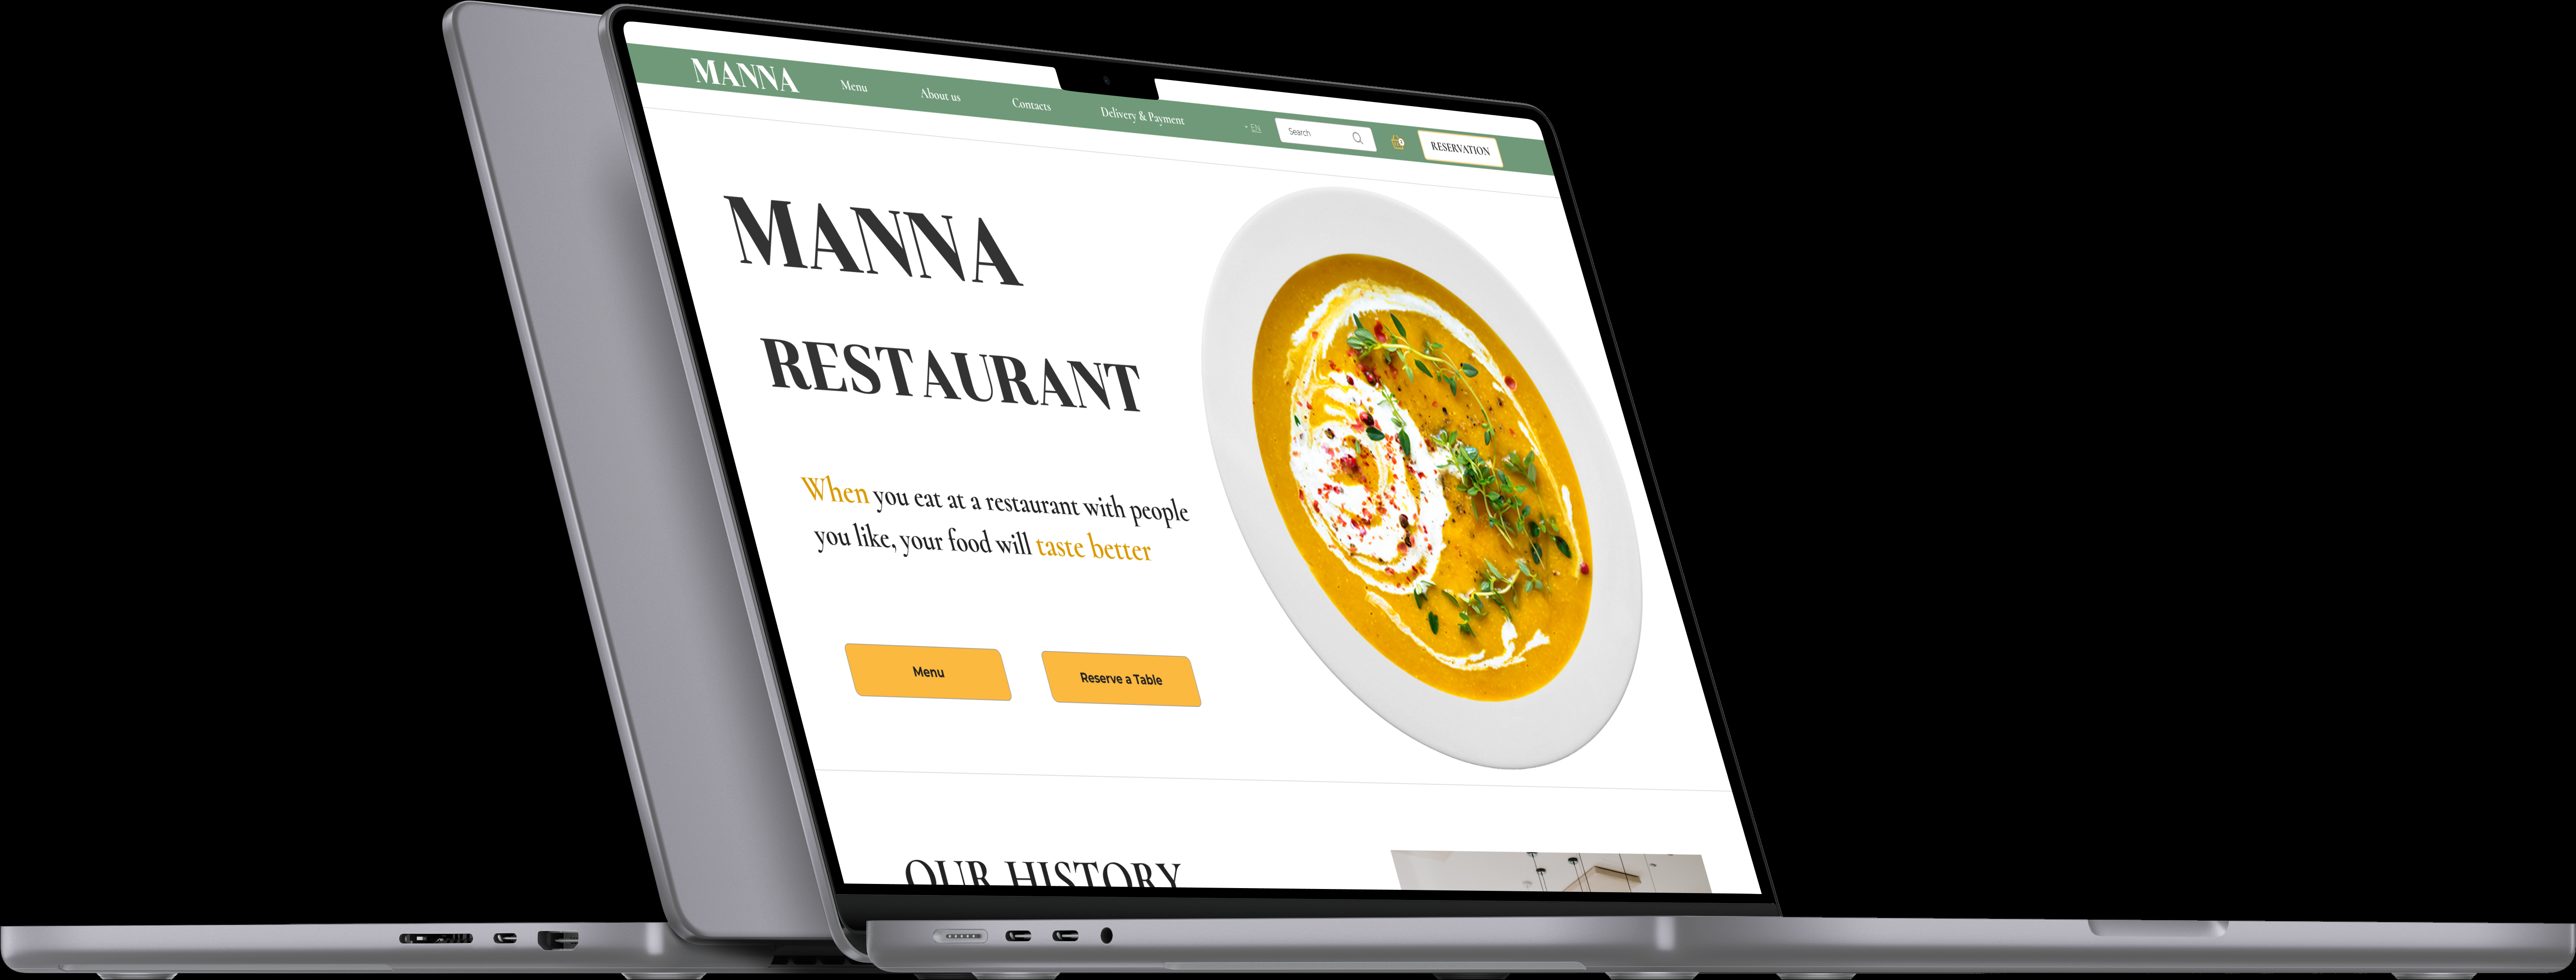 MANNA
Menu
About us
Contacts
Delivery & Payment
EN
Search
0
RESERVATION
MANNA
RESTAURANT
When you eat at a restaurant with people
you like, your food will taste better
Menu
Reserve a Table
OUR HISTORY